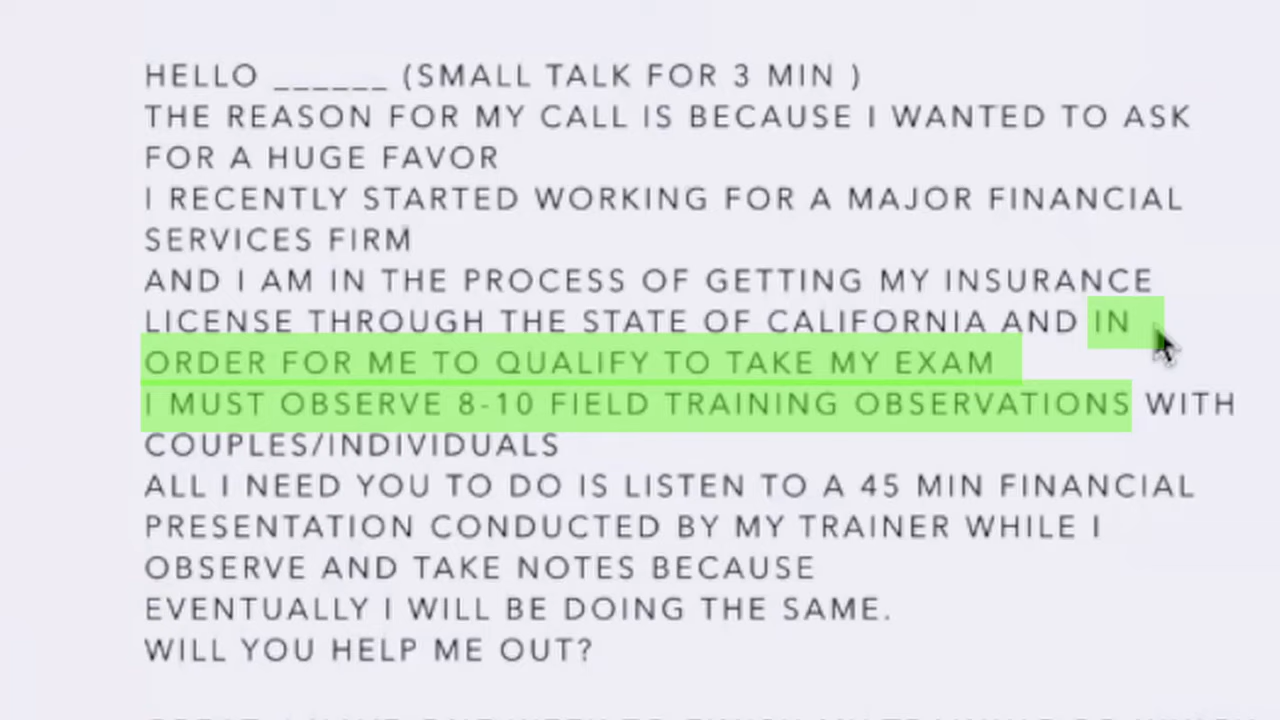 HELLO ______ (SMALL TALK FOR 3 MIN )
THE REASON FOR MY CALL IS BECAUSE I WANTED TO ASK
FOR A HUGE FAVOR
I RECENTLY STARTED WORKING FOR A MAJOR FINANCIAL
SERVICES FIRM
AND I AM IN THE PROCESS OF GETTING MY INSURANCE
LICENSE THROUGH THE STATE OF CALIFORNIA AND IN
ORDER FOR ME TO QUALIFY TO TAKE MY EXAM
I MUST OBSERVE 8-10 FIELD TRAINING OBSERVATIONS WITH
COUPLES/INDIVIDUALS
ALL I NEED YOU TO DO IS LISTEN TO A 45 MIN FINANCIAL
PRESENTATION CONDUCTED BY MY TRAINER WHILE I
OBSERVE AND TAKE NOTES BECAUSE
EVENTUALLY I WILL BE DOING THE SAME.
WILL YOU HELP ME OUT?